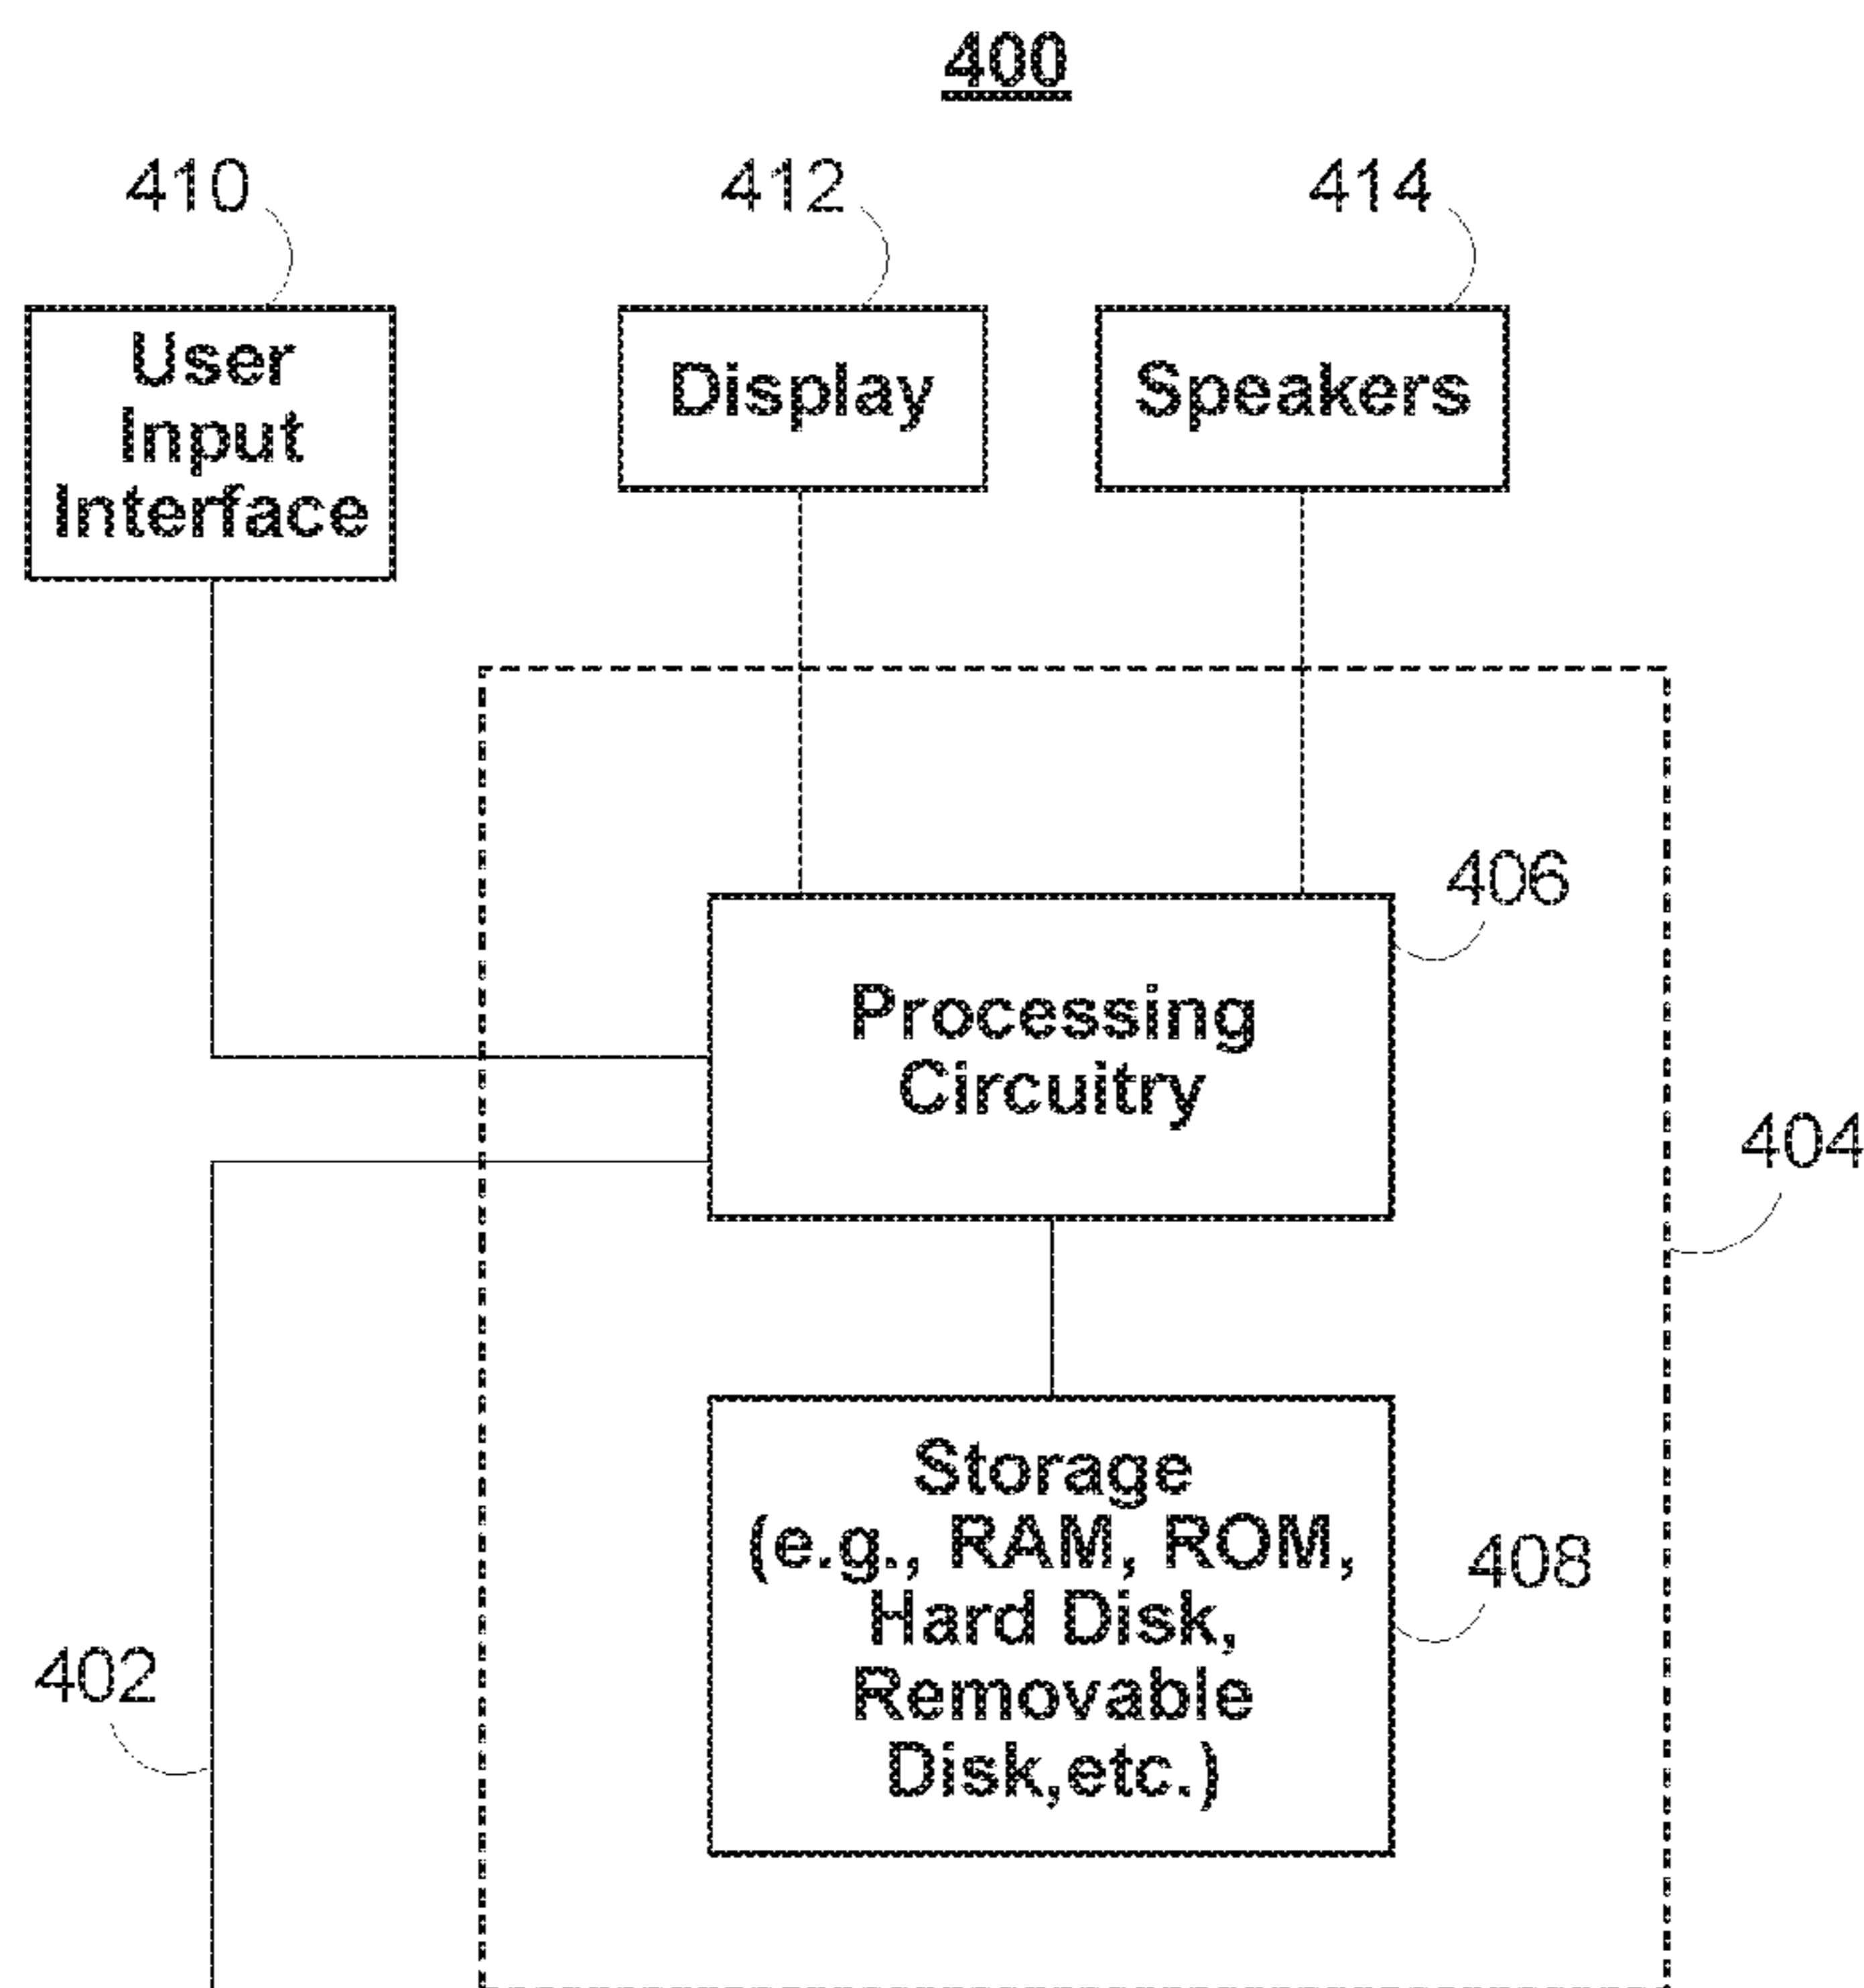 400
410
412
414
User
Input
Interface
Display
Speakers
406
Processing
Circuitry
404
Storage
(e.g., RAM, ROM,
Hard Disk,
Removable
Disk,etc.)
408
402